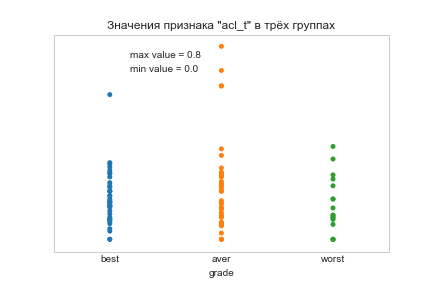 Значения признака "acl_t" в трёх группах
max value = 0.8
min value = 0.0
best aver worst
grade